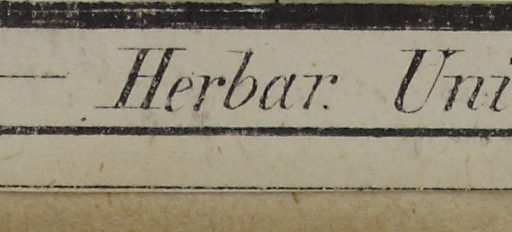 — Herbar. Uni